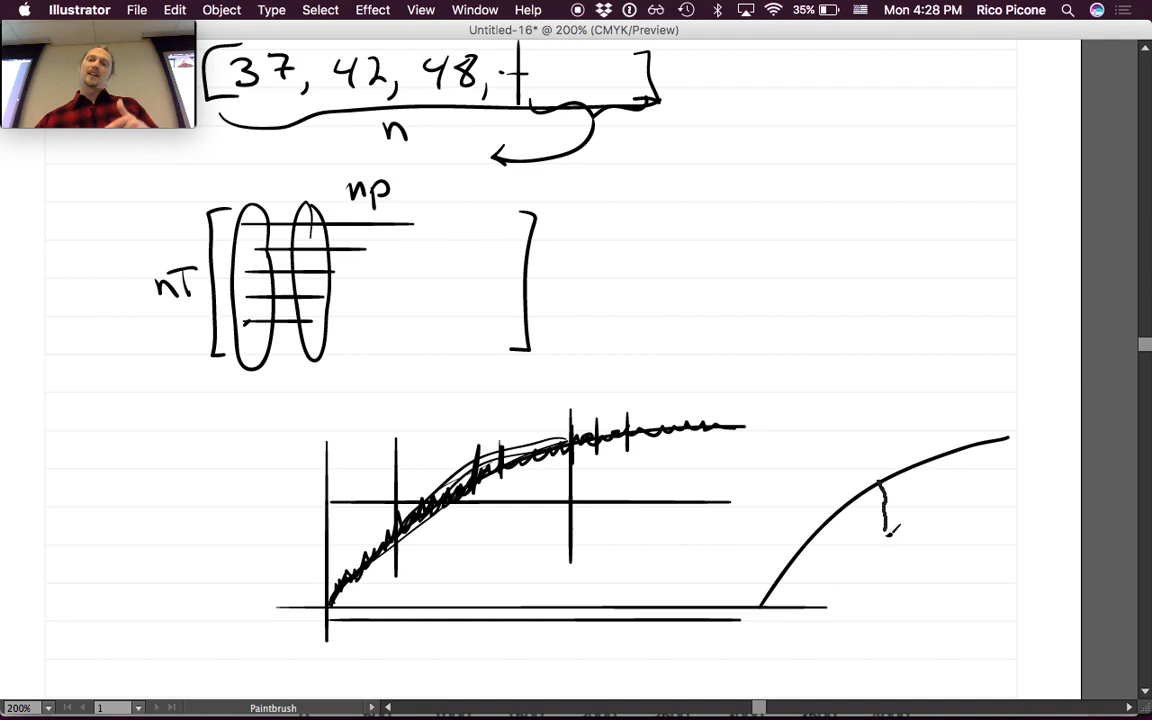 Illustrator File Edit Object Type Select Effect View Window Help 35% Mon 4:28 PM Rico Picone
Untitled-16* @ 200% (CMYK/Preview)
[37, 42, 48, ]
n
np
nT
200% 1 Paintbrush